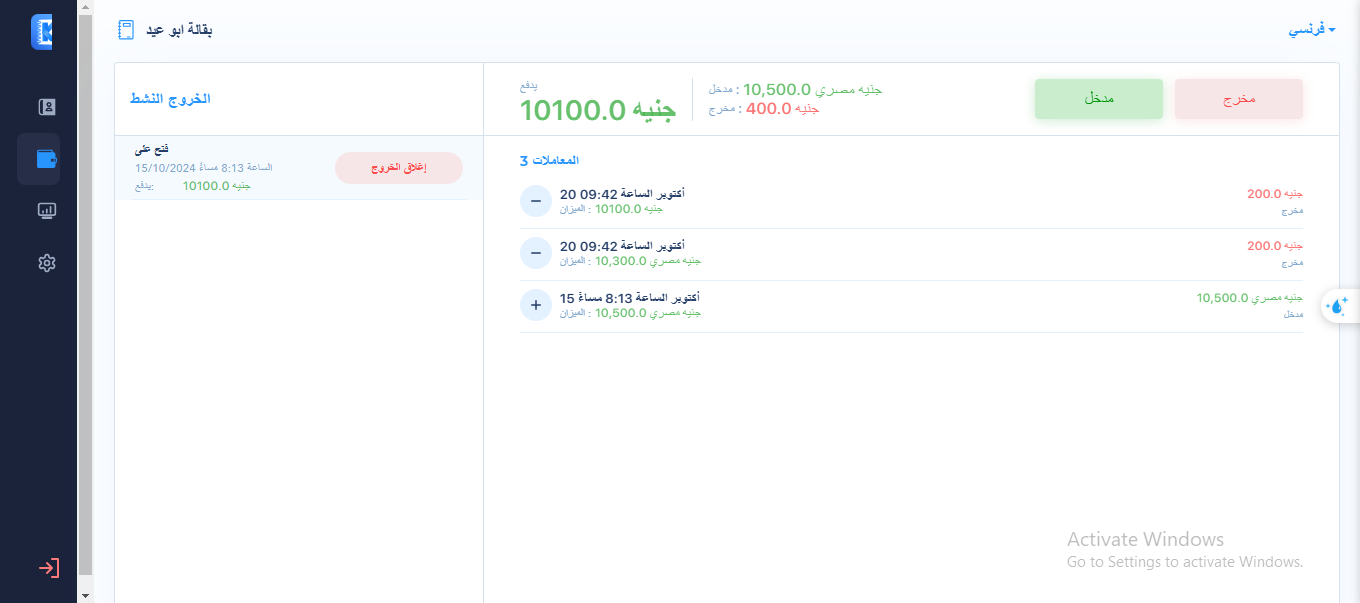 بقالة ابو عيد
فرنسي
الخروج النشط
يدفع
10100.0 جنيه
مدخل : 10,500.0 جنيه مصري
مخرج : 400.0 جنيه
مدخل
مخرج
فتح على
15/10/2024 الساعة 8:13 مساءً
يدفع: 10100.0 جنيه
إغلاق الخروج
3 المعاملات
20 أكتوبر الساعة 09:42
الميزان : 10100.0 جنيه
200.0 جنيه
مخرج
20 أكتوبر الساعة 09:42
الميزان : 10,300.0 جنيه مصري
200.0 جنيه
مخرج
15 أكتوبر الساعة 8:13 مساءً
الميزان : 10,500.0 جنيه مصري
10,500.0 جنيه مصري
مدخل
Activate Windows
Go to Settings to activate Windows.